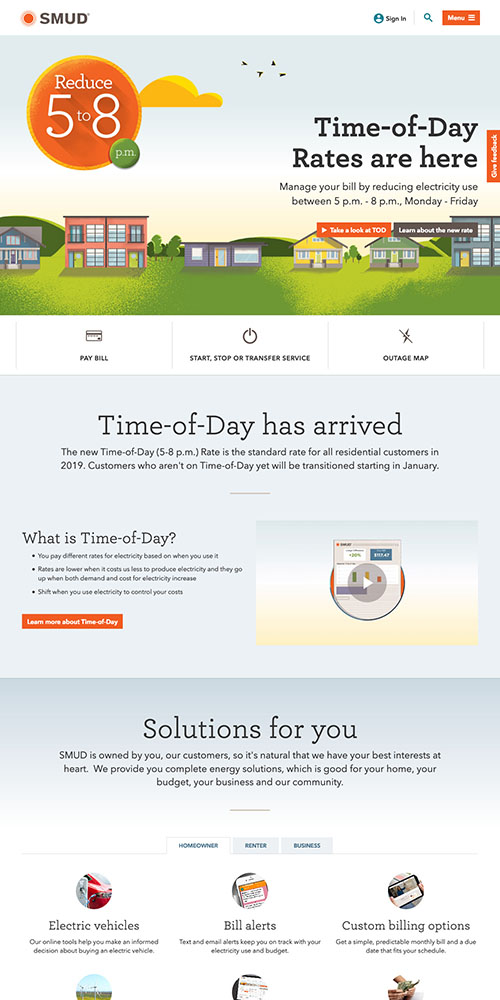 SMUD®
Sign In
Menu
Reduce
5 to 8
p.m.
Time-of-Day
Rates are here
Manage your bill by reducing electricity use
between 5 p.m. - 8 p.m., Monday - Friday
Take a look at TOD
Learn about the new rate
Give feedback
PAY BILL
START, STOP OR TRANSFER SERVICE
OUTAGE MAP
Time-of-Day has arrived
The new Time-of-Day (5-8 p.m.) Rate is the standard rate for all residential customers in
2019. Customers who aren't on Time-of-Day yet will be transitioned starting in January.
What is Time-of-Day?
You pay different rates for electricity based on when you use it
Rates are lower when it costs us less to produce electricity and they go
up when both demand and cost for electricity increase
Shift when you use electricity to control your costs
Learn more about Time-of-Day
SMUD
+20%
$117.47
Solutions for you
SMUD is owned by you, our customers, so it's natural that we have your best interests at
heart. We provide you complete energy solutions, which is good for your home, your
budget, your business and our community.
HOMEOWNER
RENTER
BUSINESS
Electric vehicles
Our online tools help you make an informed
decision about buying an electric vehicle.
Bill alerts
Text and email alerts keep you on track with your
electricity use and budget.
Custom billing options
Get a simple, predictable monthly bill and a due
date that fits your schedule.